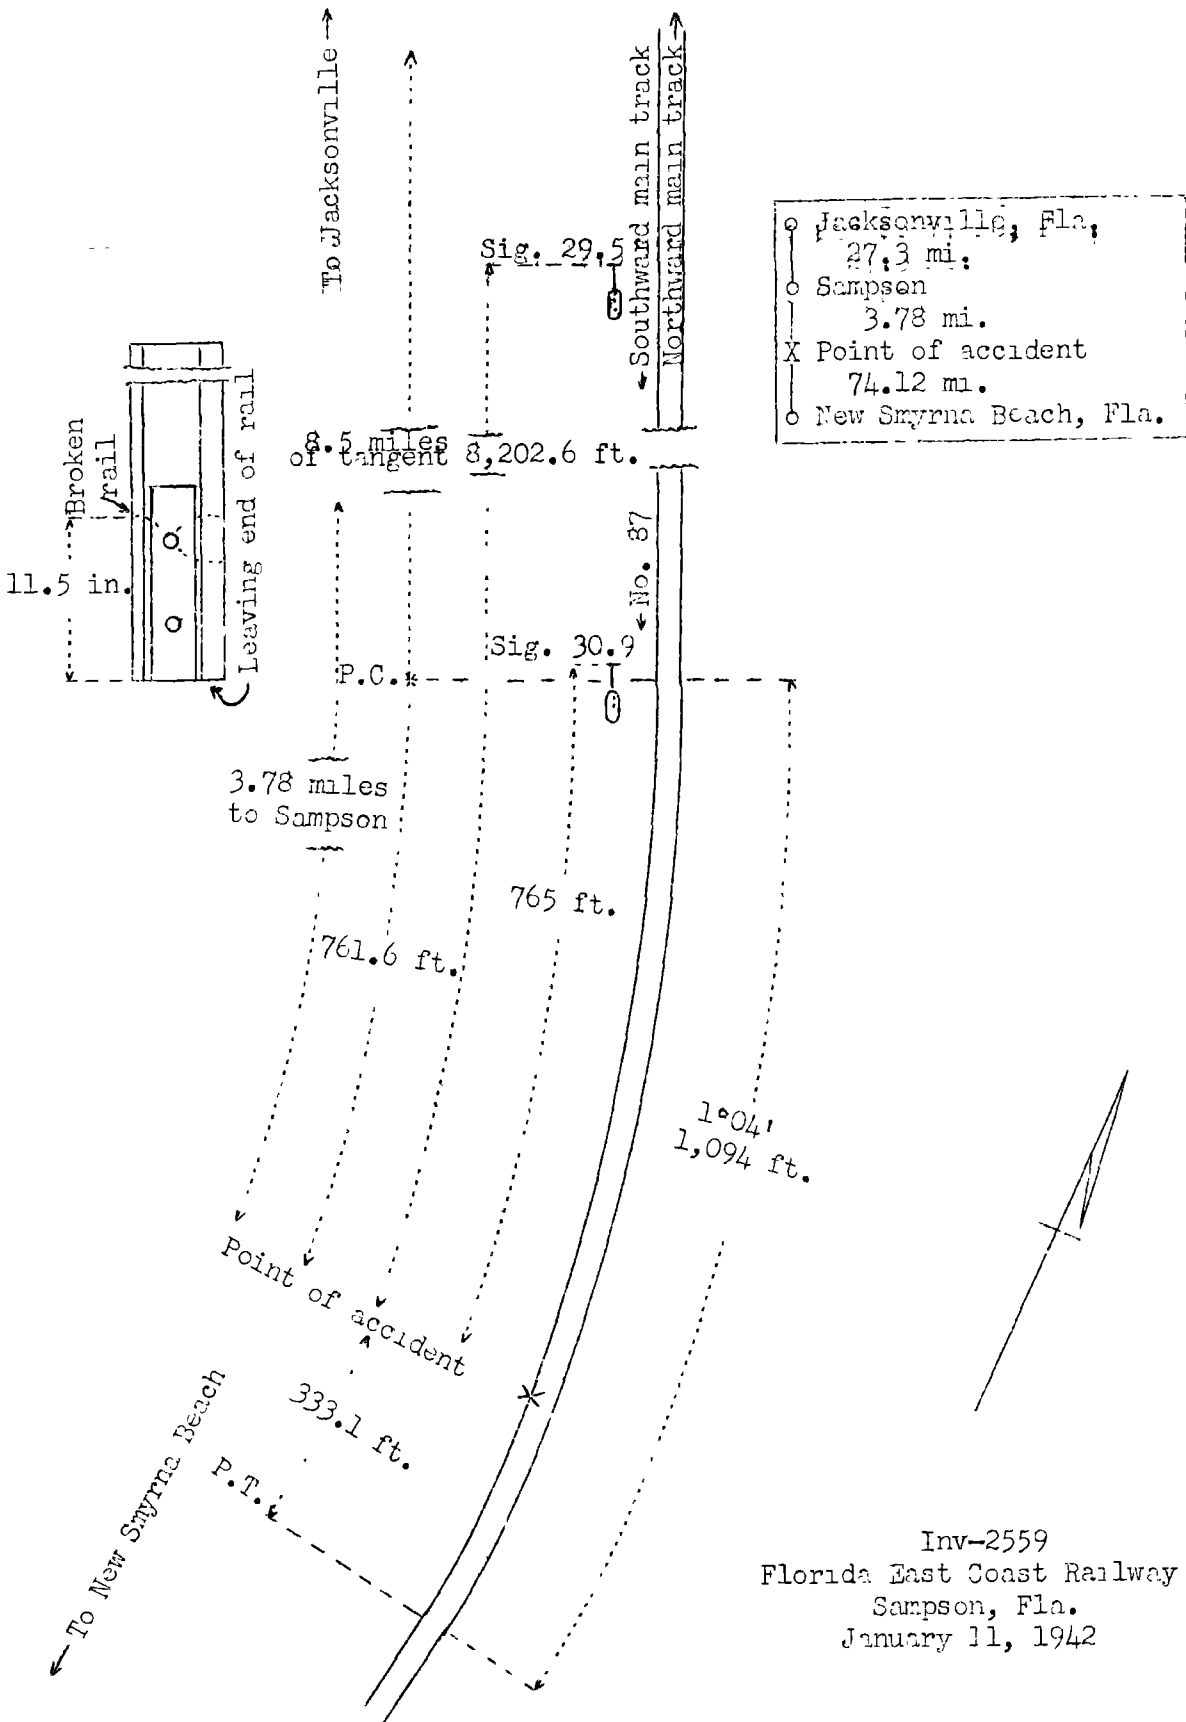 To Jacksonville
Southward main track
Northward main track
Sig. 29.5
Jacksonville, Fla.
27.3 mi.
Sampson
3.78 mi.
X Point of accident
74.12 mi.
New Smyrna Beach, Fla.
Broken
rail
Leaving end of rail
11.5 in.
8.5 miles
of tangent
8,202.6 ft.
No. 87
Sig. 30.9
P.C.
3.78 miles
to Sampson
765 ft.
761.6 ft.
1°04'
1,094 ft.
Point of accident
333.1 ft.
P.T.
To New Smyrna Beach
Inv-2559
Florida East Coast Railway
Sampson, Fla.
January 11, 1942